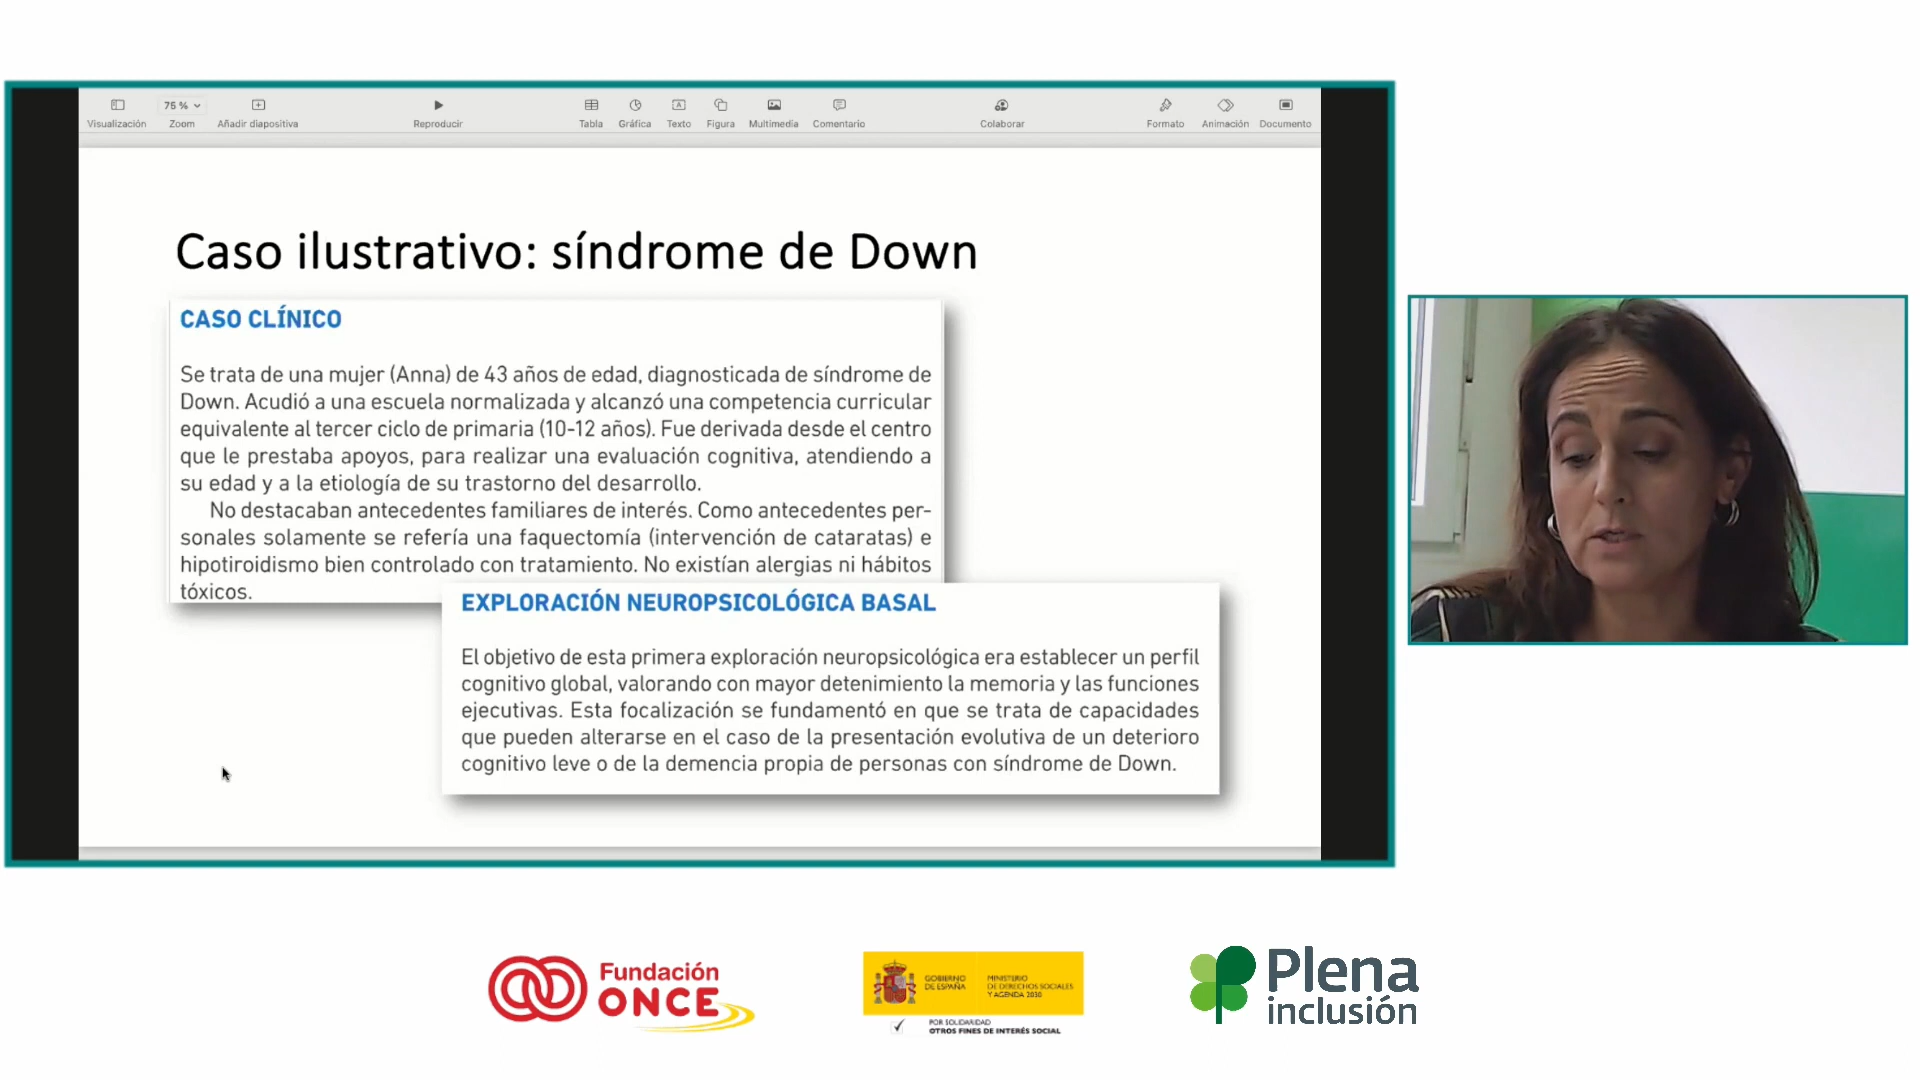 Visualización
75 %
Zoom
Añadir diapositiva
Reproducir
Tabla
Gráfica
Texto
Figura
Multimedia
Comentario
Colaborar
Formato
Animación
Documento
Caso ilustrativo: síndrome de Down
CASO CLÍNICO
Se trata de una mujer (Anna) de 43 años de edad, diagnosticada de síndrome de
Down. Acudió a una escuela normalizada y alcanzó una competencia curricular
equivalente al tercer ciclo de primaria (10-12 años). Fue derivada desde el centro
que le prestaba apoyos, para realizar una evaluación cognitiva, atendiendo a
su edad y a la etiología de su trastorno del desarrollo.
No destacaban antecedentes familiares de interés. Como antecedentes per-
sonales solamente se refería una faquectomía (intervención de cataratas) e
hipotiroidismo bien controlado con tratamiento. No existían alergias ni hábitos
tóxicos.
EXPLORACIÓN NEUROPSICOLÓGICA BASAL
El objetivo de esta primera exploración neuropsicológica era establecer un perfil
cognitivo global, valorando con mayor detenimiento la memoria y las funciones
ejecutivas. Esta focalización se fundamentó en que se trata de capacidades
que pueden alterarse en el caso de la presentación evolutiva de un deterioro
cognitivo leve o de la demencia propia de personas con síndrome de Down.
Fundación
ONCE
GOBIERNO
DE ESPAÑA
MINISTERIO
DE DERECHOS SOCIALES
Y AGENDA 2030
POR SOLIDARIDAD
OTROS FINES DE INTERÉS SOCIAL
Plena
inclusión